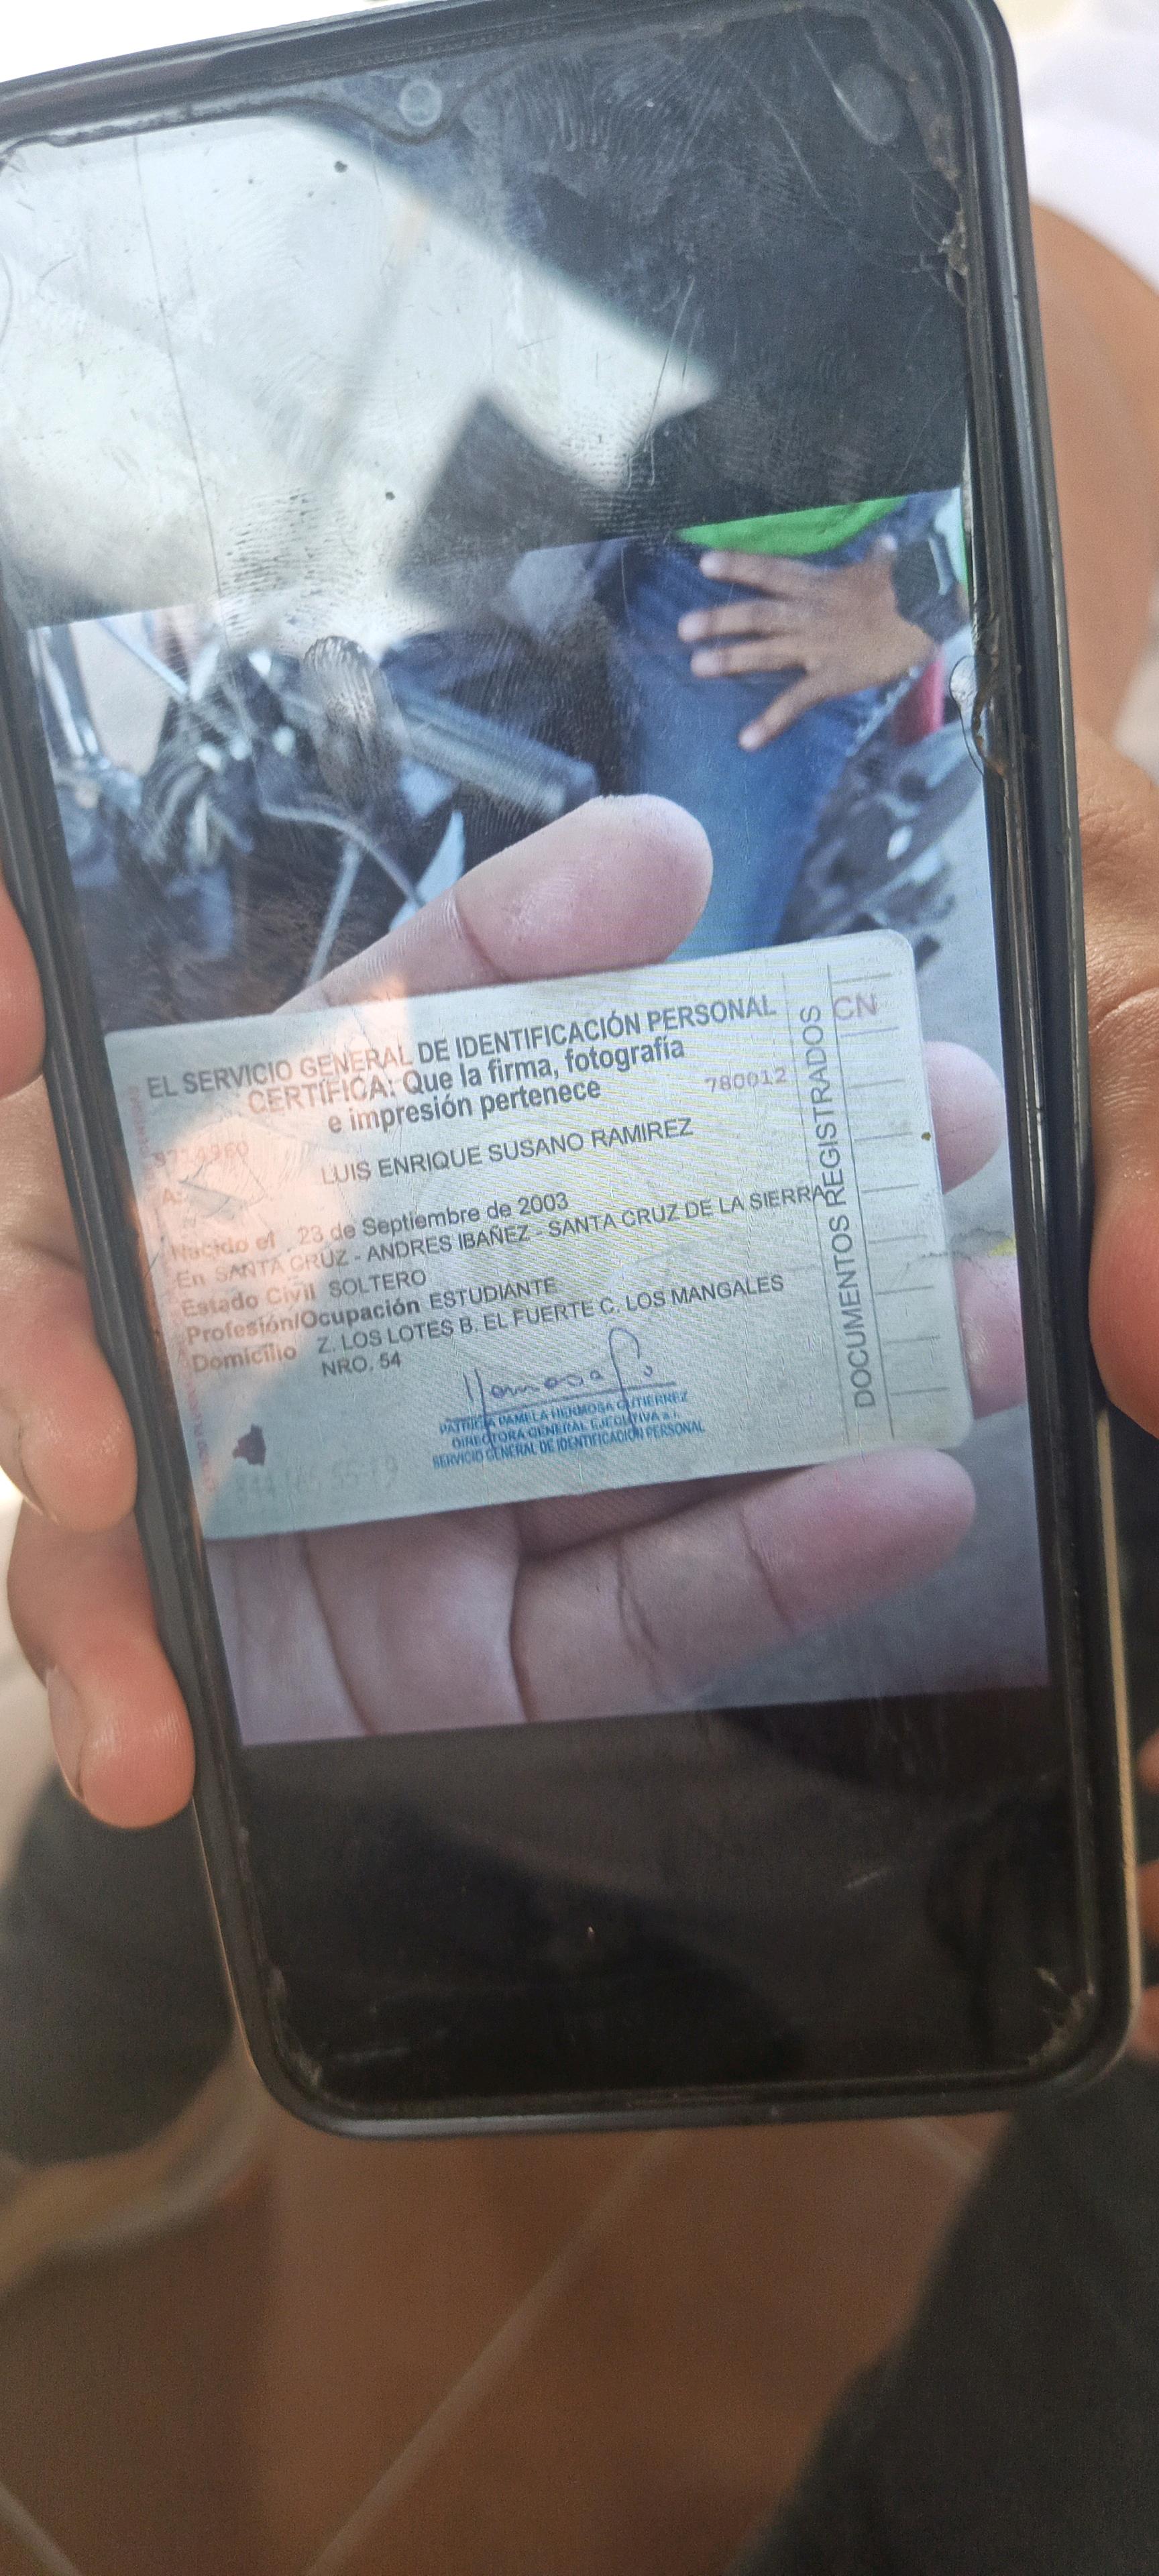 EL SERVICIO GENERAL DE IDENTIFICACIÓN PERSONAL
CERTIFICA: Que la firma, fotografía
e impresión pertenece
780012
A:
LUIS ENRIQUE SUSANO RAMIREZ
Nacido el 23 de Septiembre de 2003
En SANTA CRUZ - ANDRES IBAÑEZ - SANTA CRUZ DE LA SIERRA
Estado Civil SOLTERO
Profesión/Ocupación ESTUDIANTE
Domicilio Z. LOS LOTES B. EL FUERTE C. LOS MANGALES
NRO. 54
PATRICIA PAMELA HERMOSA GUTIERREZ
DIRECTORA GENERAL EJECUTIVA a.i.
SERVICIO GENERAL DE IDENTIFICACIÓN PERSONAL
DOCUMENTOS REGISTRADOS
CN